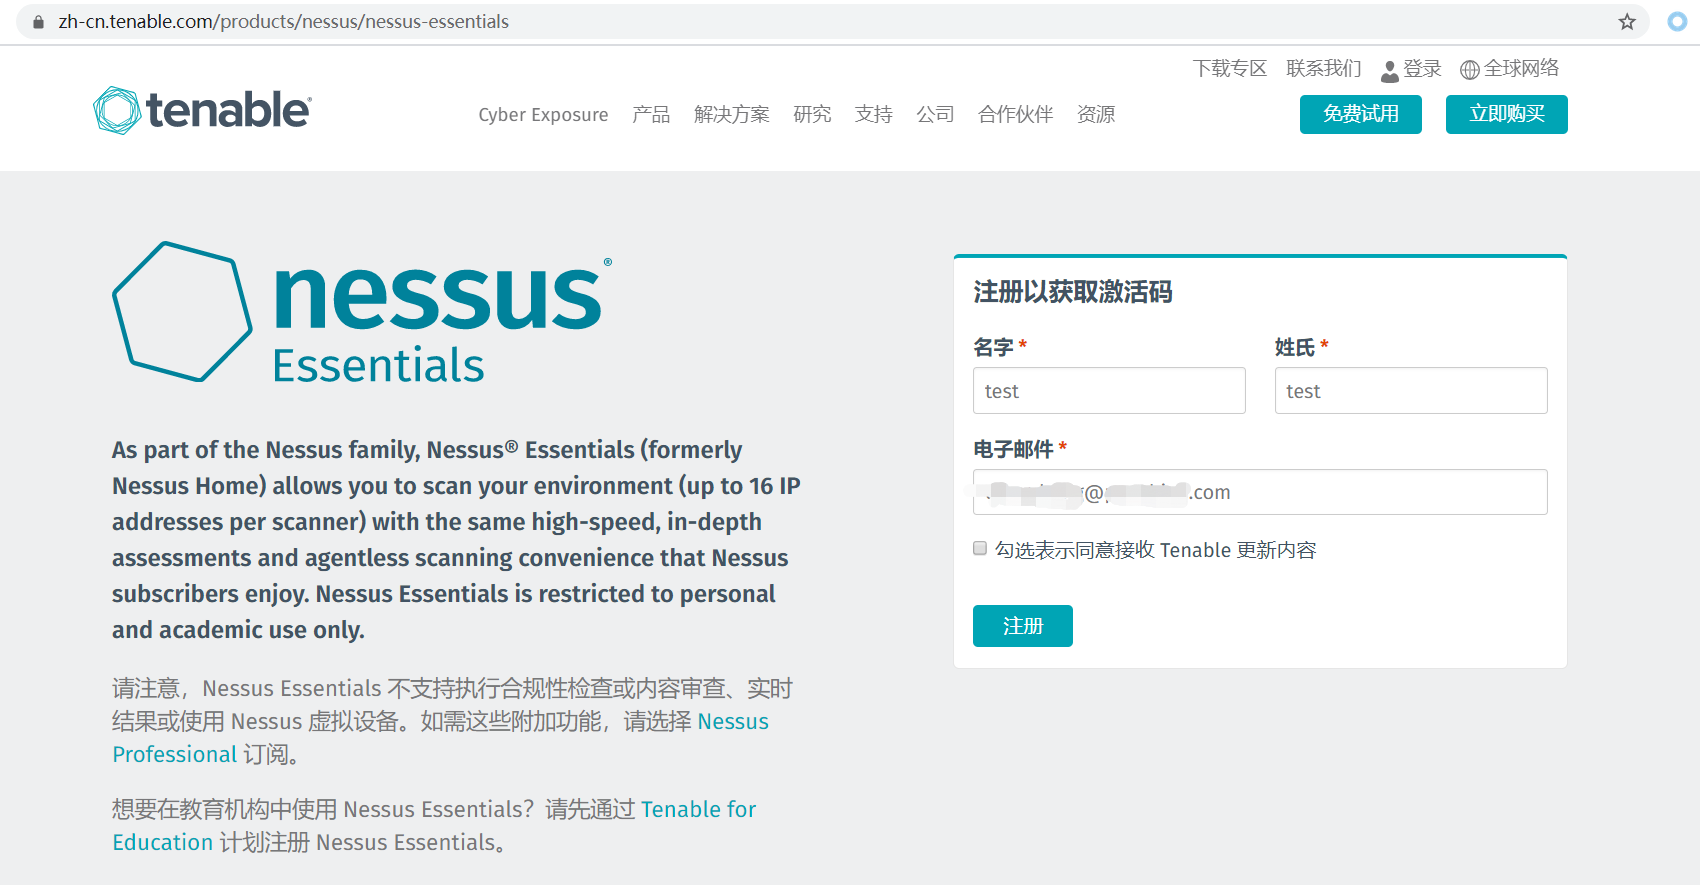 zh-cn.tenable.com/products/nessus/nessus-essentials
下载专区 联系我们 登录 全球网络
tenable®
Cyber Exposure 产品 解决方案 研究 支持 公司 合作伙伴 资源
免费试用 立即购买
nessus®
Essentials
As part of the Nessus family, Nessus® Essentials (formerly
Nessus Home) allows you to scan your environment (up to 16 IP
addresses per scanner) with the same high-speed, in-depth
assessments and agentless scanning convenience that Nessus
subscribers enjoy. Nessus Essentials is restricted to personal
and academic use only.
请注意，Nessus Essentials 不支持执行合规性检查或内容审查、实时
结果或使用 Nessus 虚拟设备。如需这些附加功能，请选择 Nessus
Professional 订阅。
想要在教育机构中使用 Nessus Essentials？请先通过 Tenable for
Education 计划注册 Nessus Essentials。
注册以获取激活码
名字 * 姓氏 *
test test
电子邮件 *
@ .com
勾选表示同意接收 Tenable 更新内容
注册